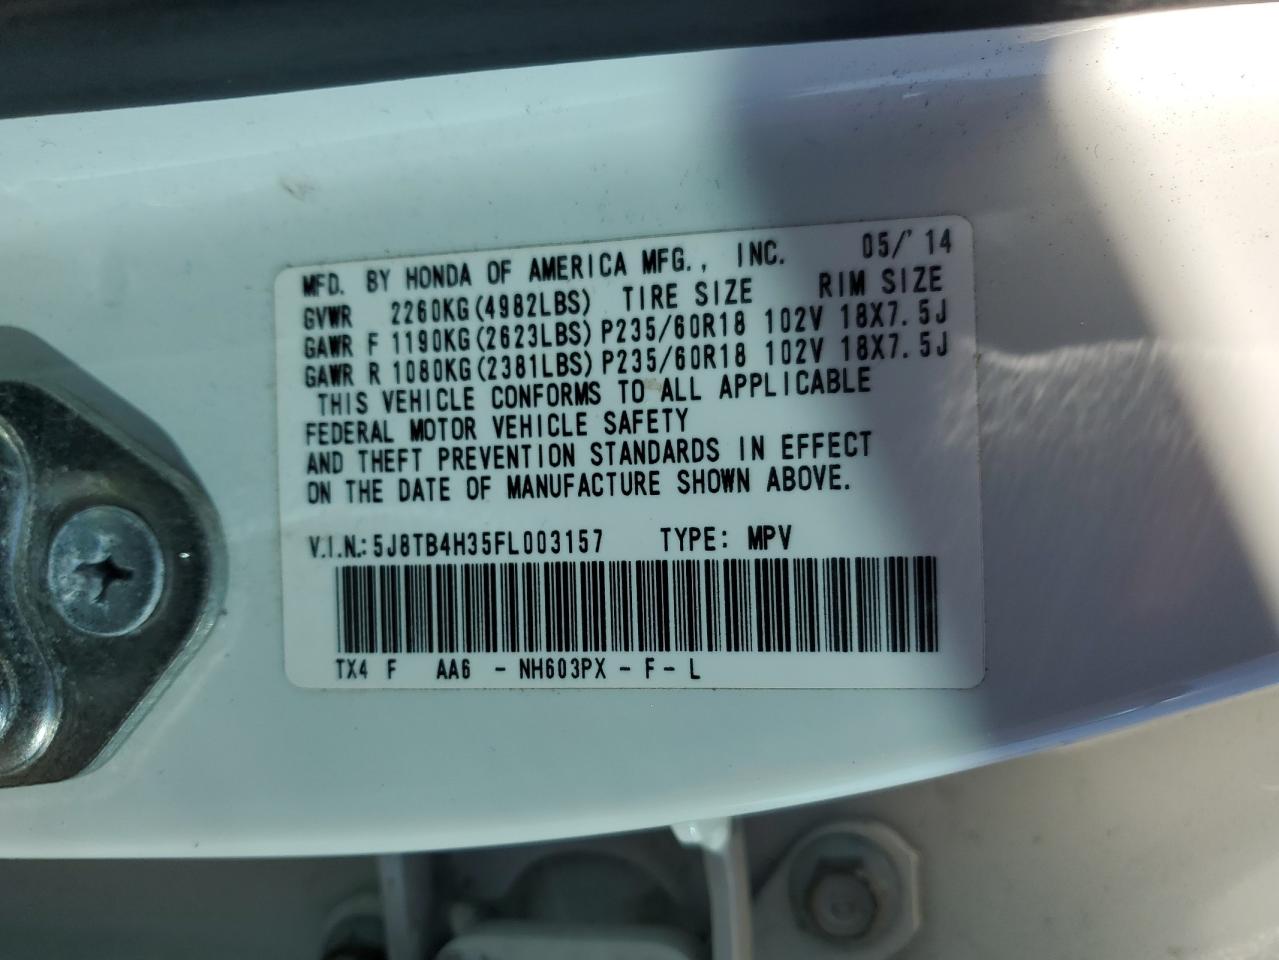 MFD. BY HONDA OF AMERICA MFG., INC. 05/'14
GVWR 2260KG(4982LBS) TIRE SIZE RIM SIZE
GAWR F 1190KG(2623LBS) P235/60R18 102V 18X7.5J
GAWR R 1080KG(2381LBS) P235/60R18 102V 18X7.5J
THIS VEHICLE CONFORMS TO ALL APPLICABLE
FEDERAL MOTOR VEHICLE SAFETY
AND THEFT PREVENTION STANDARDS IN EFFECT
ON THE DATE OF MANUFACTURE SHOWN ABOVE.
V.I.N.: 5J8TB4H35FL003157 TYPE: MPV
TX4 F AA6 - NH603PX - F - L